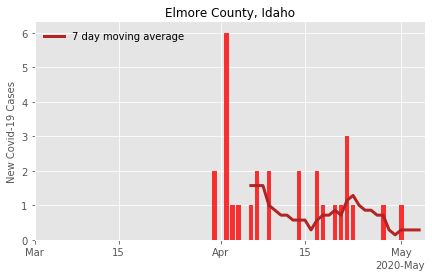 Elmore County, Idaho
7 day moving average
New Covid-19 Cases
6
5
4
3
2
1
0
Mar 15 Apr 15 May
2020-May